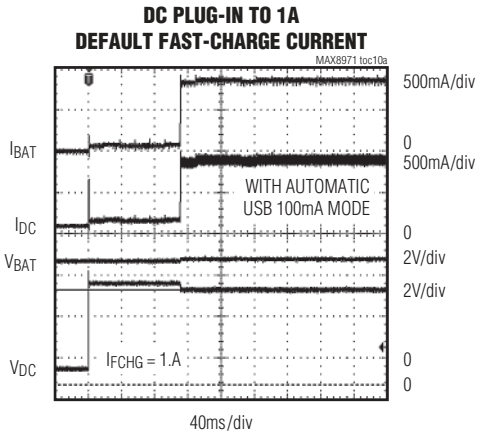 DC PLUG-IN TO 1A
DEFAULT FAST-CHARGE CURRENT
MAX8971 toc10a
T
500mA/div
IBAT
0
500mA/div
WITH AUTOMATIC
USB 100mA MODE
IDC
0
VBAT
2V/div
2V/div
VDC
IFCHG = 1.A
0
0
40ms/div